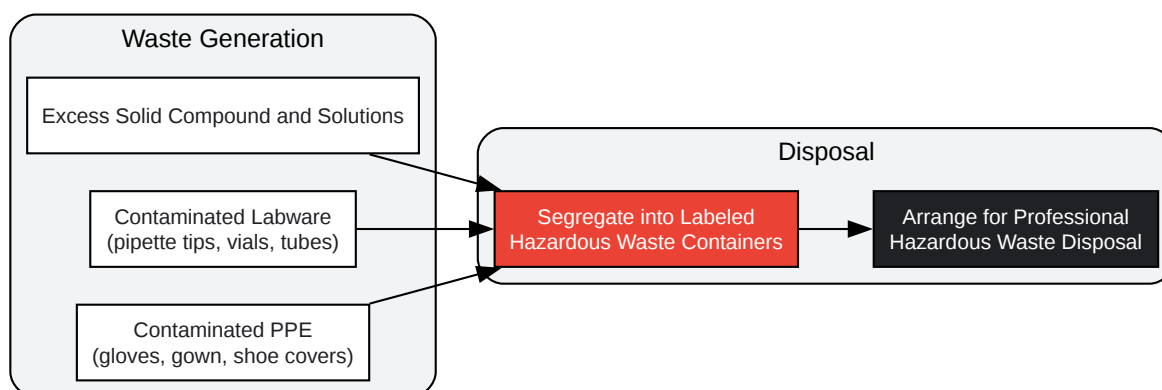 Waste Generation
Excess Solid Compound and Solutions
Contaminated Labware
(pipette tips, vials, tubes)
Contaminated PPE
(gloves, gown, shoe covers)
Disposal
Segregate into Labeled
Hazardous Waste Containers
Arrange for Professional
Hazardous Waste Disposal